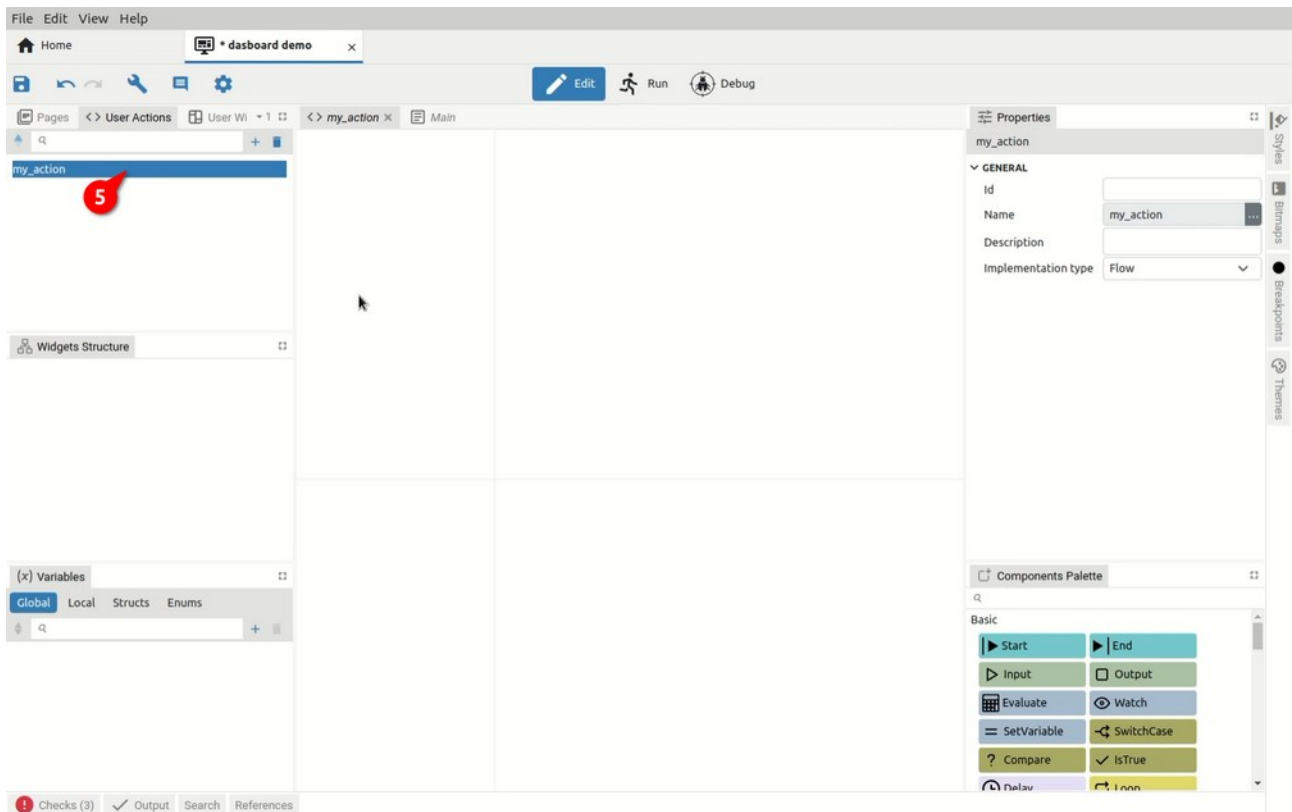 File Edit View Help
Home * dasboard demo ×
Edit Run Debug
Pages <> User Actions User Wi 1 <> my_action × Main Properties
my_action
my_action
5
GENERAL
Id
Name my_action ...
Description
Implementation type Flow
Styles
Bitmaps
Breakpoints
Themes
Widgets Structure
(x) Variables
Global Local Structs Enums
Components Palette
Basic
Start End
Input Output
Evaluate Watch
= SetVariable SwitchCase
? Compare IsTrue
Delay Loop
! Checks (3) Output Search References